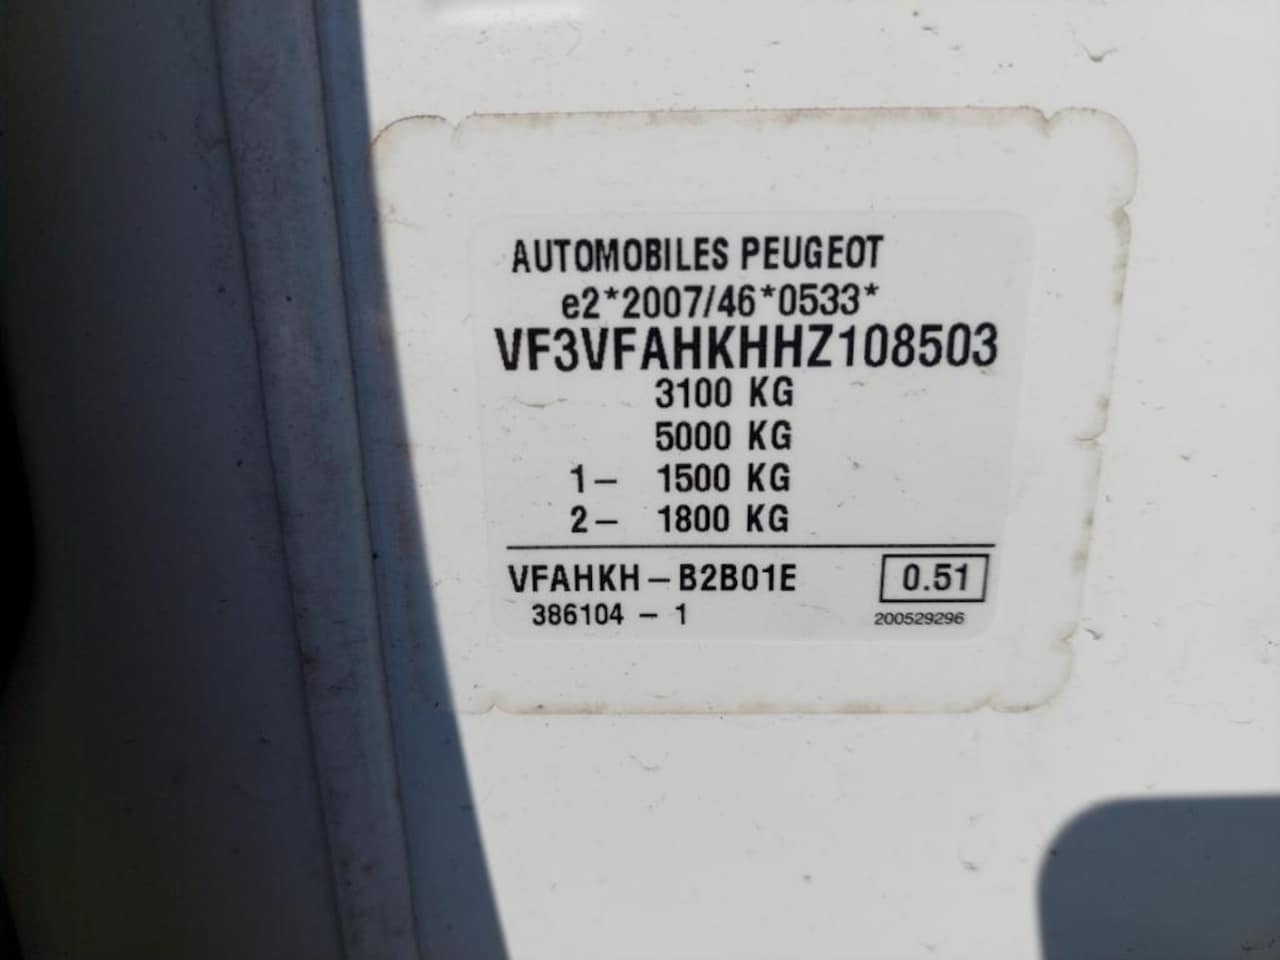 AUTOMOBILES PEUGEOT
e2*2007/46*0533*
VF3VFAHKHHZ108503
3100 KG
5000 KG
1– 1500 KG
2– 1800 KG
VFAHKH – B2B01E 0.51
386104 – 1 200529296